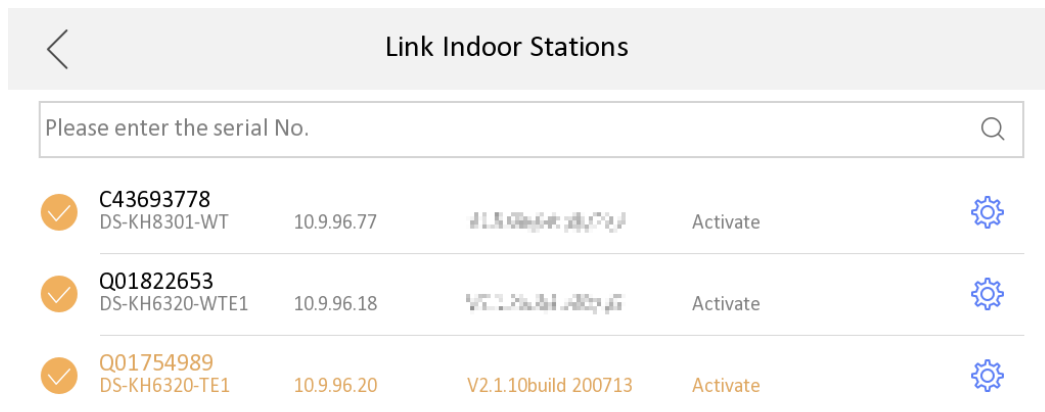 Link Indoor Stations
Please enter the serial No.
C43693778
DS-KH8301-WT 10.9.96.77 Activate
Q01822653
DS-KH6320-WTE1 10.9.96.18 Activate
Q01754989
DS-KH6320-TE1 10.9.96.20 V2.1.10build 200713 Activate